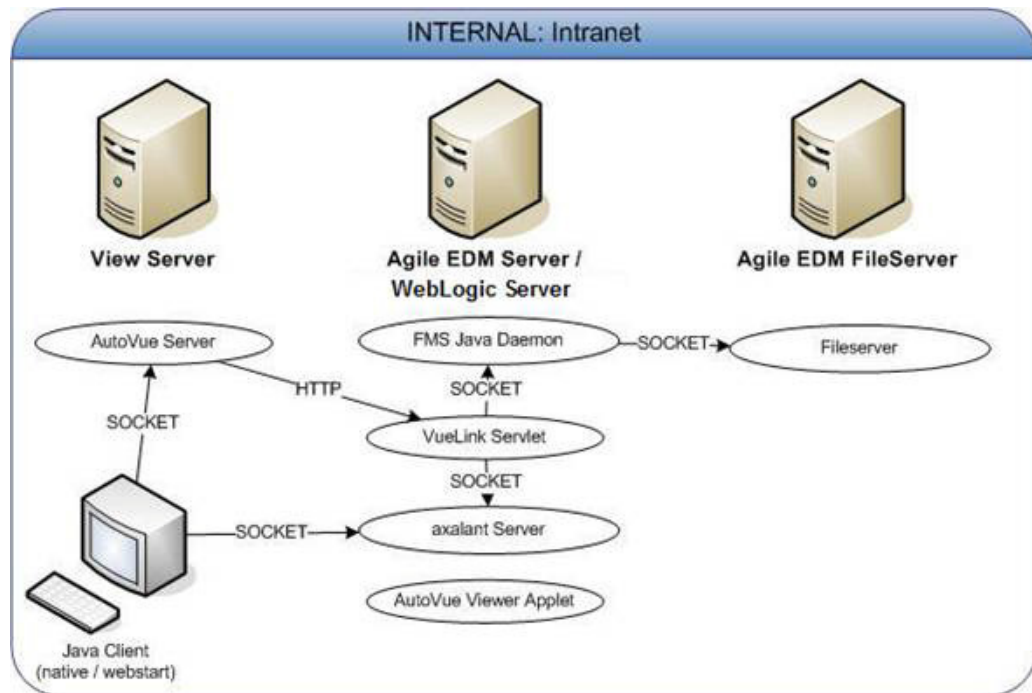 INTERNAL: Intranet
View Server
Agile EDM Server /
WebLogic Server
Agile EDM FileServer
AutoVue Server
FMS Java Daemon
SOCKET
Fileserver
HTTP
SOCKET
SOCKET
VueLink Servlet
SOCKET
SOCKET
axalant Server
AutoVue Viewer Applet
Java Client
(native / webstart)